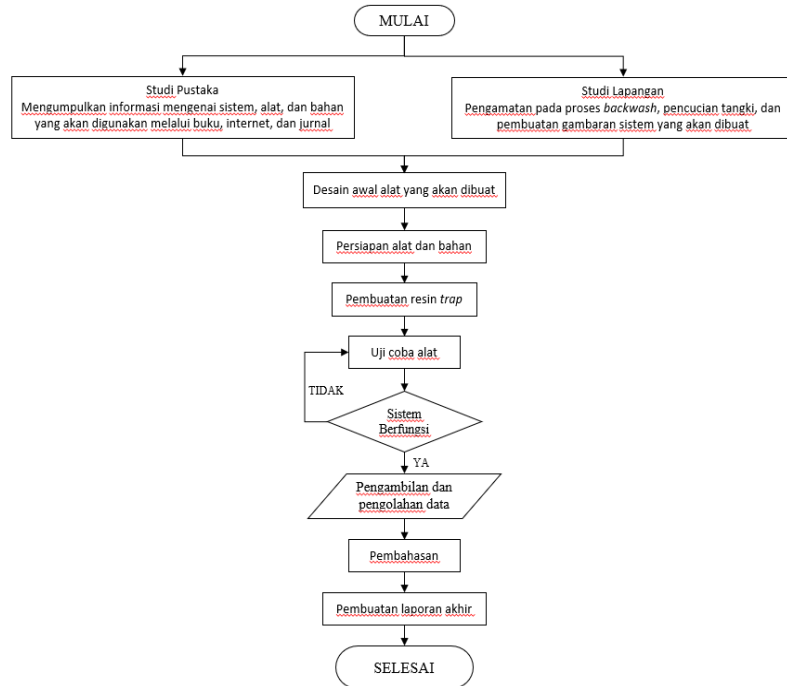 MULAI
Studi Pustaka
Mengumpulkan informasi mengenai sistem, alat, dan bahan
yang akan digunakan melalui buku, internet, dan jurnal
Studi Lapangan
Pengamatan pada proses backwash, pencucian tangki, dan
pembuatan gambaran sistem yang akan dibuat
Desain awal alat yang akan dibuat
Persiapan alat dan bahan
Pembuatan resin trap
Uji coba alat
TIDAK
Sistem
Berfungsi
YA
Pengambilan dan
pengolahan data
Pembahasan
Pembuatan laporan akhir
SELESAI